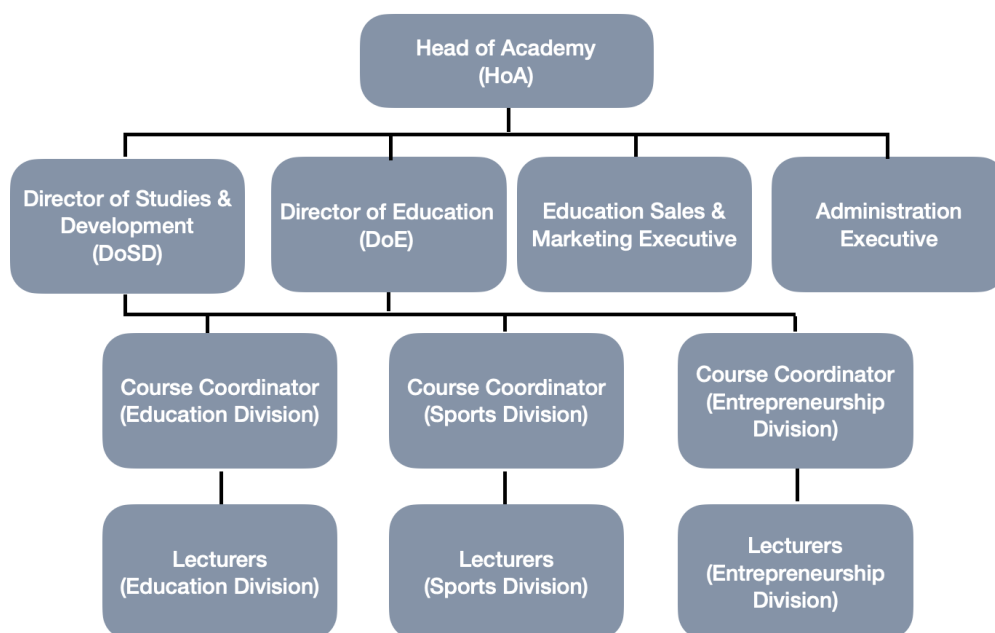 Head of Academy
(HoA)
Director of Studies &
Development
(DoSD)
Director of Education
(DoE)
Education Sales &
Marketing Executive
Administration
Executive
Course Coordinator
(Education Division)
Course Coordinator
(Sports Division)
Course Coordinator
(Entrepreneurship
Division)
Lecturers
(Education Division)
Lecturers
(Sports Division)
Lecturers
(Entrepreneurship
Division)